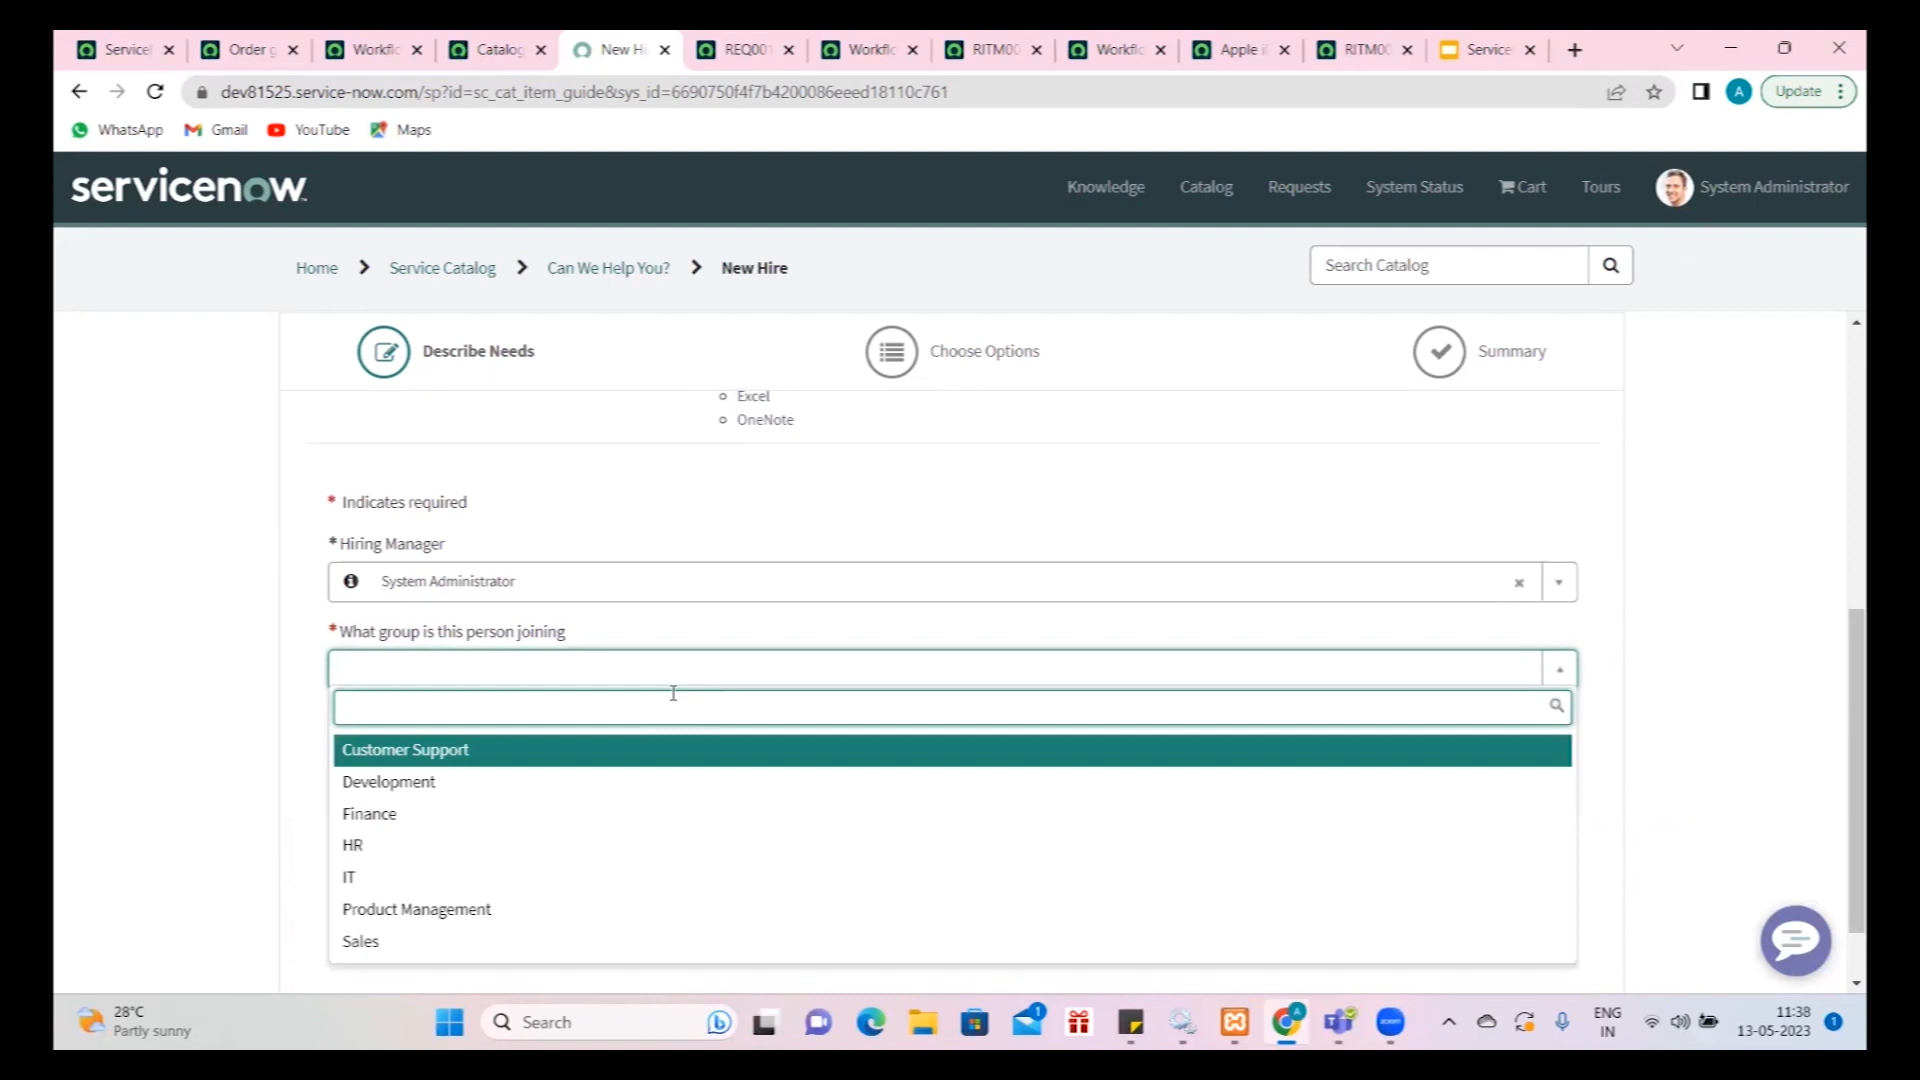 Service
Order g
Workflo
Catalog
New Hi
REQ001
Workflo
RITM00
Workflo
Apple i
RITM00
Service
dev81525.service-now.com/sp?id=sc_cat_item_guide&sys_id=6690750f4f7b4200086eeed18110c761
A
Update
WhatsApp
Gmail
YouTube
Maps
servicenow
Knowledge
Catalog
Requests
System Status
Cart
Tours
System Administrator
Home
Service Catalog
Can We Help You?
New Hire
Search Catalog
Describe Needs
Choose Options
Summary
Excel
OneNote
* Indicates required
*Hiring Manager
System Administrator
*What group is this person joining
Customer Support
Development
Finance
HR
IT
Product Management
Sales
28°C
Partly sunny
Search
1
A
zoom
ENG
IN
11:38
13-05-2023
1